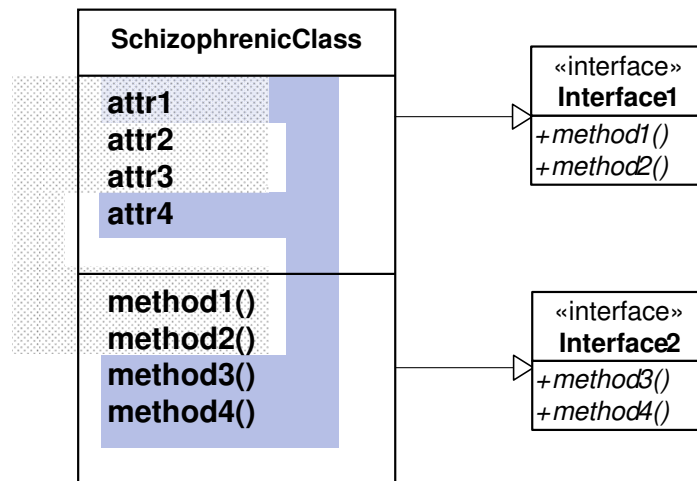 SchizophrenicClass
attr1
attr2
attr3
attr4
method1()
method2()
method3()
method4()
«interface»
Interface1
+method1()
+method2()
«interface»
Interface2
+method3()
+method4()